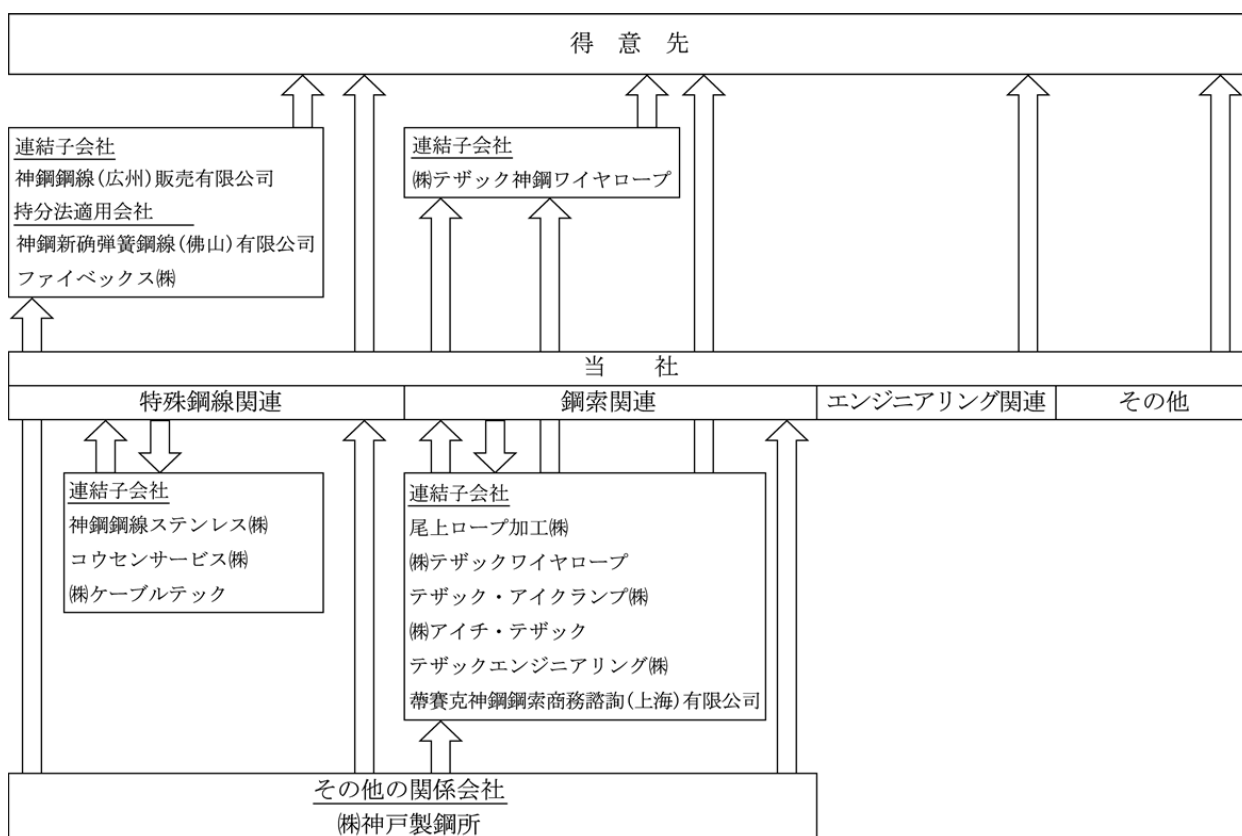 得意先
連結子会社
神鋼鋼線(広州)販売有限公司
持分法適用会社
神鋼新确弾簧鋼線(佛山)有限公司
ファイベックス㈱
連結子会社
㈱テザック神鋼ワイヤロープ
当社
特殊鋼線関連
鋼索関連
エンジニアリング関連
その他
連結子会社
神鋼鋼線ステンレス㈱
コウセンサービス㈱
㈱ケーブルテック
連結子会社
尾上ロープ加工㈱
㈱テザックワイヤロープ
テザック・アイクランプ㈱
㈱アイチ・テザック
テザックエンジニアリング㈱
蔕賽克神鋼鋼索商務諮詢(上海)有限公司
その他の関係会社
㈱神戸製鋼所